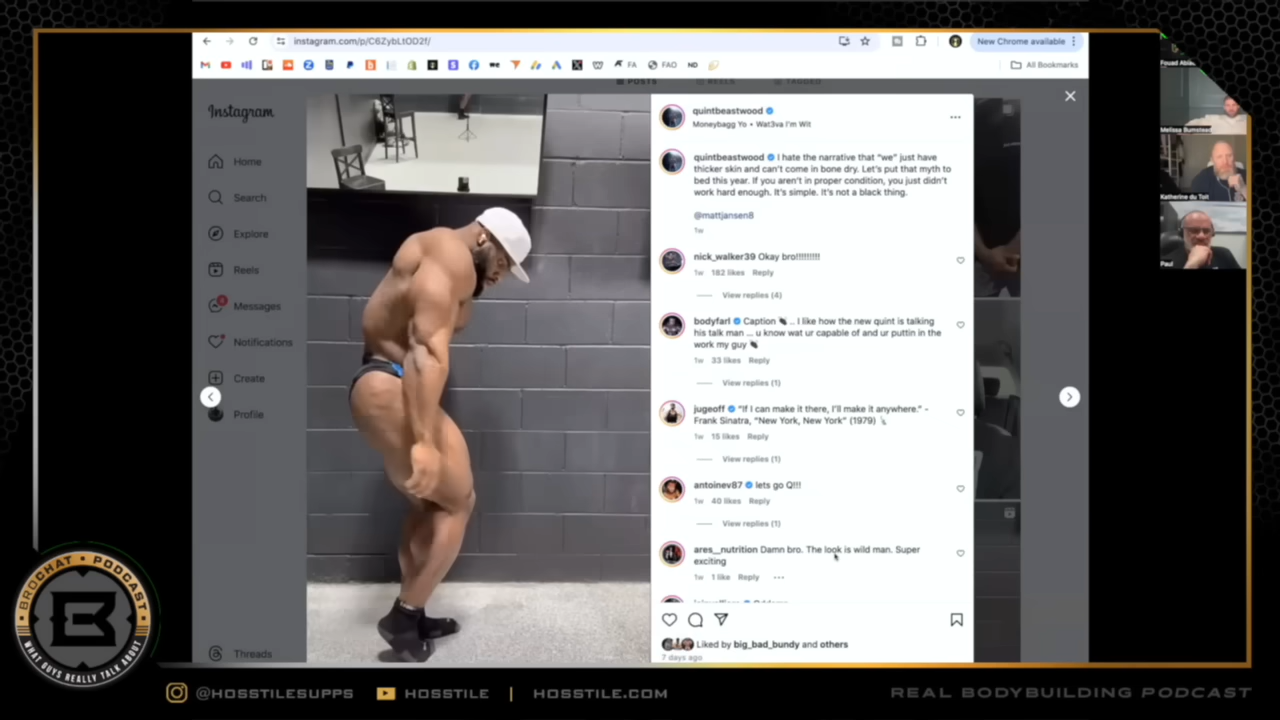 instagram.com/p/C6ZybLtOD2f/
New Chrome available
FA
FAO
ND
All Bookmarks
POSTS
REELS
TAGGED
Instagram
Home
Search
Explore
Reels
Messages
Notifications
Create
Profile
Threads
quintbeastwood
Moneybagg Yo • Wat3va I'm Wit
quintbeastwood I hate the narrative that "we" just have
thicker skin and can't come in bone dry. Let's put that myth to
bed this year. If you aren't in proper condition, you just didn't
work hard enough. It's simple. It's not a black thing.
@mattjansen8
1w
nick_walker39 Okay bro!!!!!!!!!
1w 182 likes Reply
View replies (4)
bodyfarl Caption .. I like how the new quint is talking
his talk man ... u know wat ur capable of and ur puttin in the
work my guy
1w 33 likes Reply
View replies (1)
jugeoff "If I can make it there, I'll make it anywhere." -
Frank Sinatra, "New York, New York" (1979)
1w 15 likes Reply
View replies (1)
antoinev87 lets go Q!!!
1w 40 likes Reply
View replies (1)
ares__nutrition Damn bro. The look is wild man. Super
exciting
1w 1 like Reply
Liked by big_bad_bundy and others
7 days ago
Melissa Bumstead
Katherine du Toit
Paul
BROCHAT • PODCAST
WHAT GUYS REALLY TALK ABOUT
@HOSSTILESUPPS
HOSSTILE
|
HOSSTILE.COM
REAL BODYBUILDING PODCAST